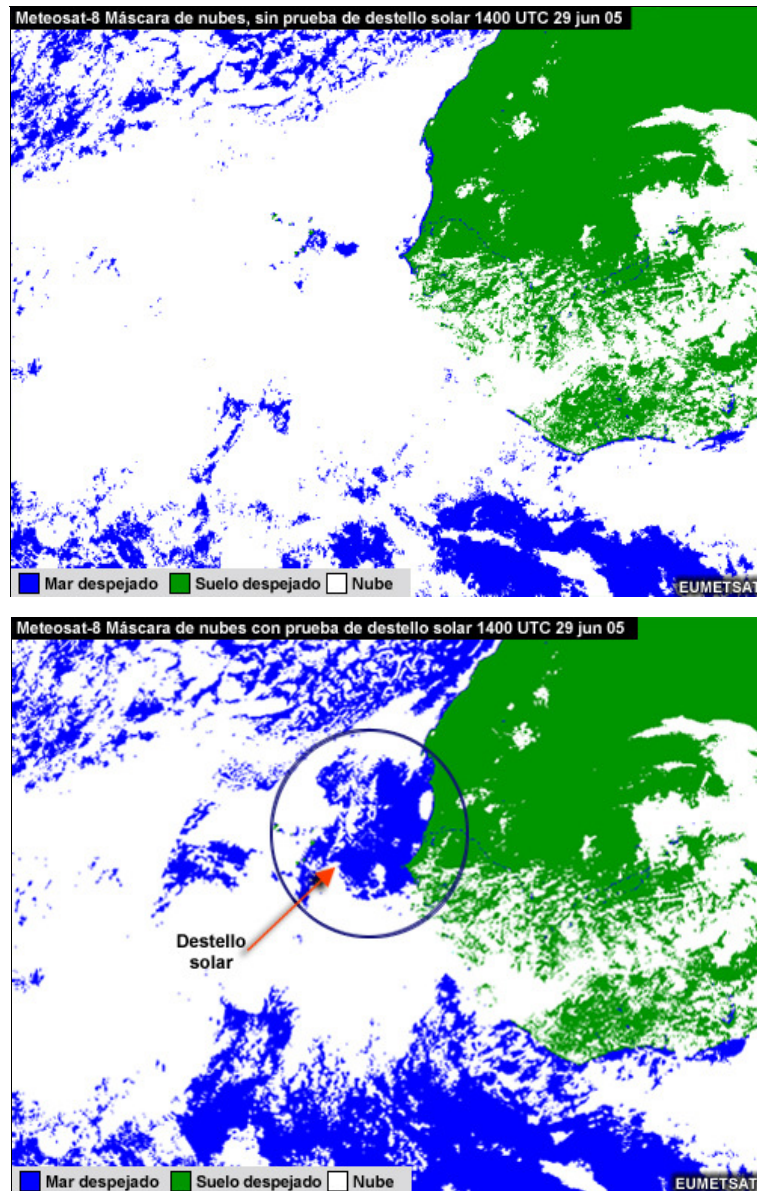 Meteosat-8 Máscara de nubes, sin prueba de destello solar 1400 UTC 29 jun 05
Mar despejado Suelo despejado Nube
EUMETSAT
Meteosat-8 Máscara de nubes con prueba de destello solar 1400 UTC 29 jun 05
Destello
solar
Mar despejado Suelo despejado Nube
EUMETSAT